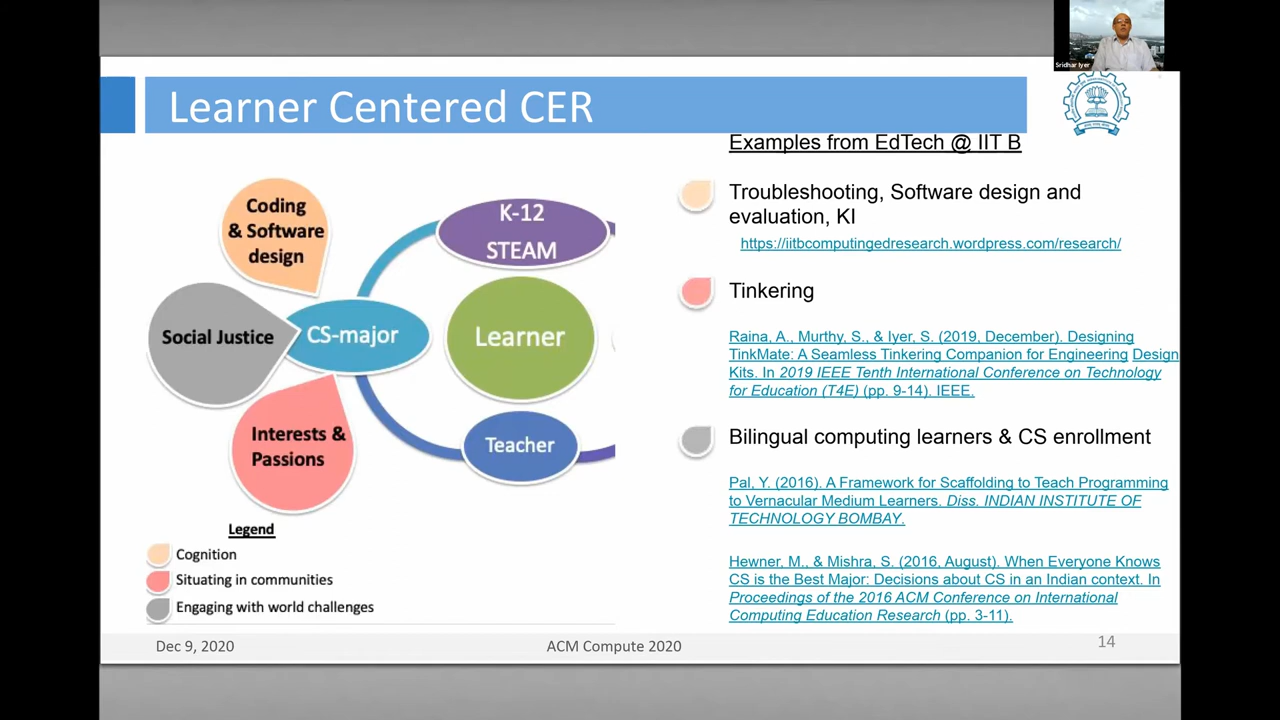 Sridhar Iyer
Learner Centered CER
Coding
& Software
design
Social Justice
Interests &
Passions
CS-major
K-12
STEAM
Learner
Teacher
Legend
Cognition
Situating in communities
Engaging with world challenges
Examples from EdTech @ IIT B
Troubleshooting, Software design and
evaluation, KI
https://iitbcomputingedresearch.wordpress.com/research/
Tinkering
Raina, A., Murthy, S., & Iyer, S. (2019, December). Designing
TinkMate: A Seamless Tinkering Companion for Engineering Design
Kits. In 2019 IEEE Tenth International Conference on Technology
for Education (T4E) (pp. 9-14). IEEE.
Bilingual computing learners & CS enrollment
Pal, Y. (2016). A Framework for Scaffolding to Teach Programming
to Vernacular Medium Learners. Diss. INDIAN INSTITUTE OF
TECHNOLOGY BOMBAY.
Hewner, M., & Mishra, S. (2016, August). When Everyone Knows
CS is the Best Major: Decisions about CS in an Indian context. In
Proceedings of the 2016 ACM Conference on International
Computing Education Research (pp. 3-11).
Dec 9, 2020
ACM Compute 2020
14